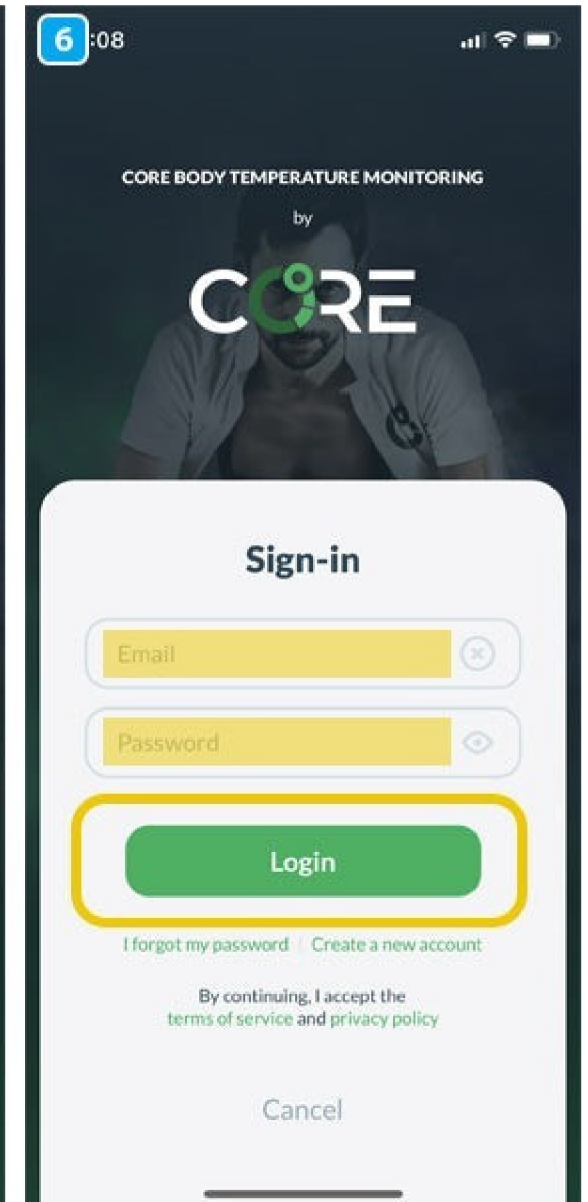 6
:08
CORE BODY TEMPERATURE MONITORING
by
CORE
Sign-in
Email
Password
Login
I forgot my password | Create a new account
By continuing, I accept the
terms of service and privacy policy
Cancel